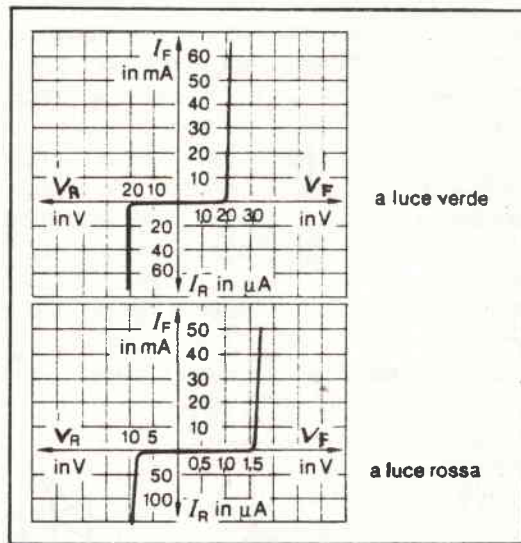 I_F
in mA
60
50
40
30
20
10
V_R 20 10 V_F
in V 1,0 2,0 3,0 in V
20
40
60
I_R in µA
a luce verde
I_F
in mA
50
40
30
20
10
V_R 10 5 V_F
in V 0,5 1,0 1,5 in V
50
100
I_R in µA
a luce rossa